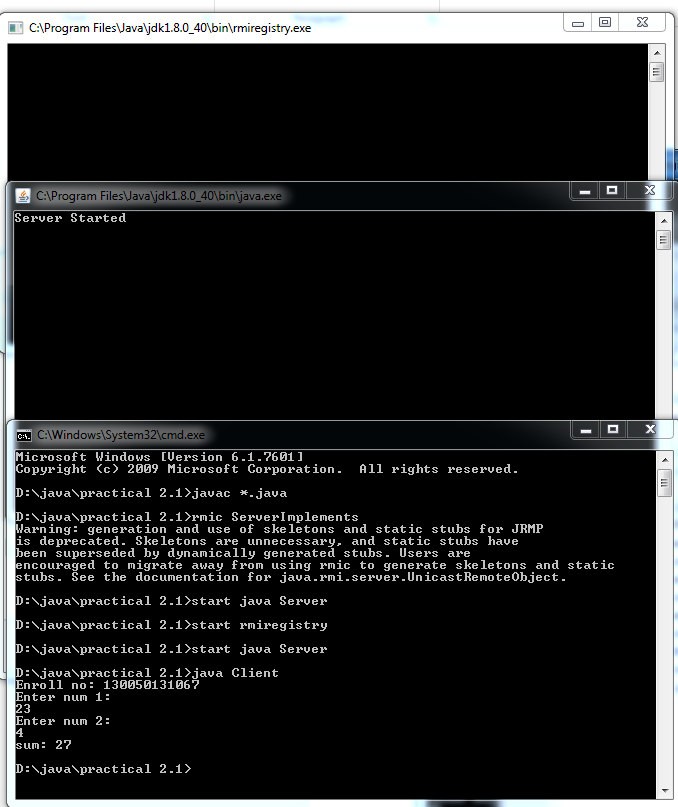 C:\Program Files\Java\jdk1.8.0_40\bin\rmiregistry.exe
C:\Program Files\Java\jdk1.8.0_40\bin\java.exe
Server Started
C:\Windows\System32\cmd.exe
Microsoft Windows [Version 6.1.7601]
Copyright (c) 2009 Microsoft Corporation.  All rights reserved.
D:\java\practical 2.1>javac *.java
D:\java\practical 2.1>rmic ServerImplements
Warning: generation and use of skeletons and static stubs for JRMP
is deprecated. Skeletons are unnecessary, and static stubs have
been superseded by dynamically generated stubs. Users are
encouraged to migrate away from using rmic to generate skeletons and static
stubs. See the documentation for java.rmi.server.UnicastRemoteObject.
D:\java\practical 2.1>start java Server
D:\java\practical 2.1>start rmiregistry
D:\java\practical 2.1>start java Server
D:\java\practical 2.1>java Client
Enroll no: 130050131067
Enter num 1:
23
Enter num 2:
4
sum: 27
D:\java\practical 2.1>